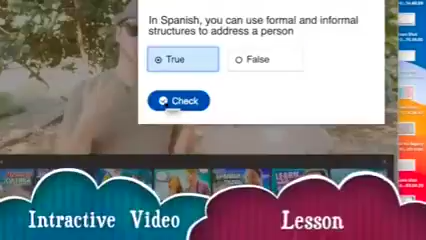 In Spanish, you can use formal and informal
structures to address a person
True
False
Check
Intractive Video
Lesson